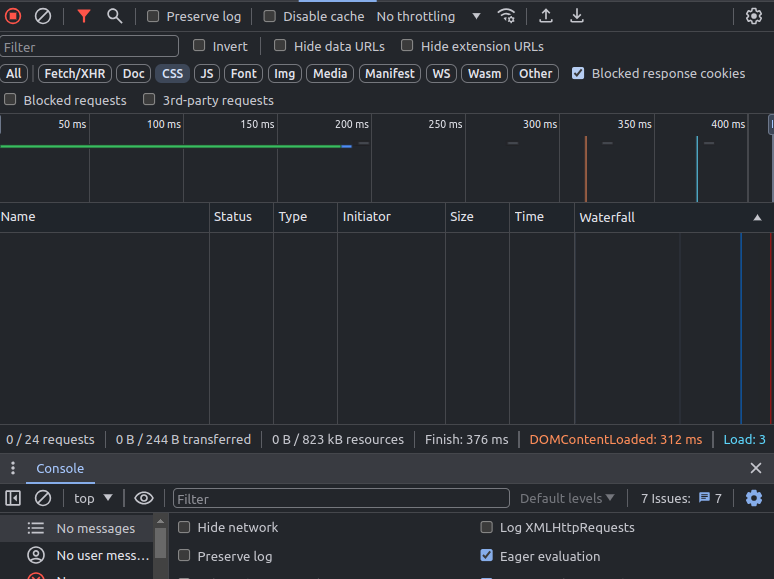 Preserve log Disable cache No throttling
Filter Invert Hide data URLs Hide extension URLs
All Fetch/XHR Doc CSS JS Font Img Media Manifest WS Wasm Other Blocked response cookies
Blocked requests 3rd-party requests
50 ms 100 ms 150 ms 200 ms 250 ms 300 ms 350 ms 400 ms
Name Status Type Initiator Size Time Waterfall
0 / 24 requests 0 B / 244 B transferred 0 B / 823 kB resources Finish: 376 ms DOMContentLoaded: 312 ms Load: 3
Console
top Filter Default levels 7 Issues: 7
No messages Hide network Log XMLHttpRequests
No user mess... Preserve log Eager evaluation